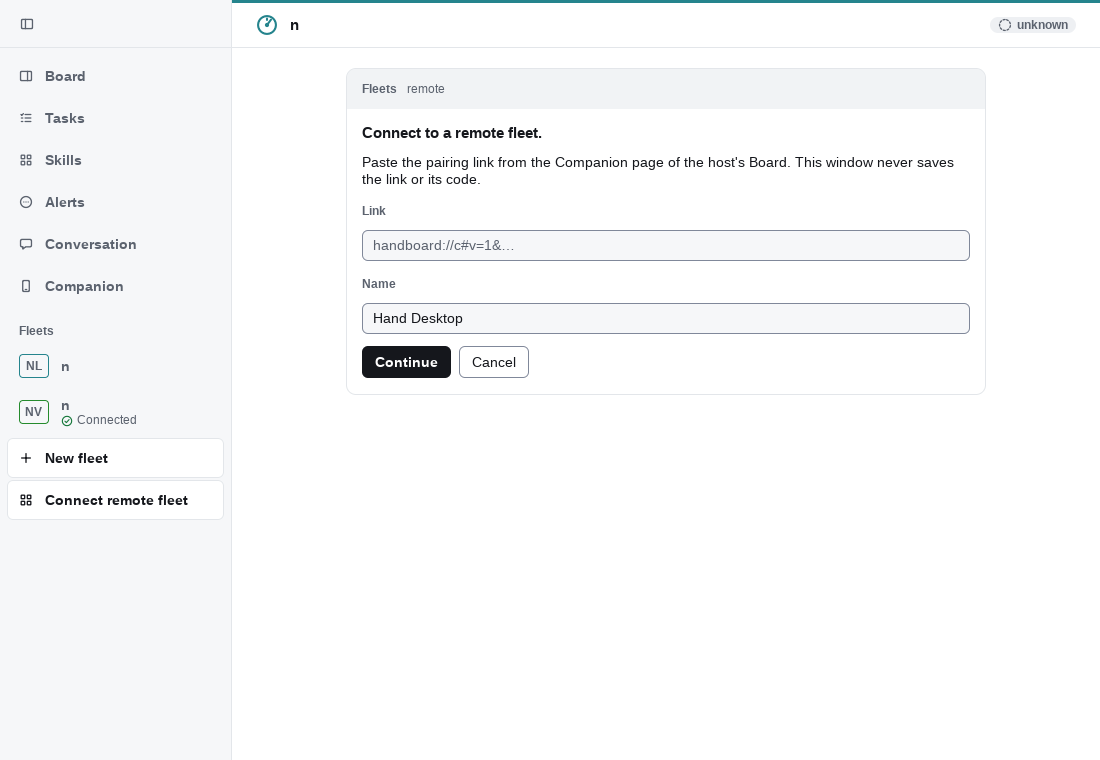 n
unknown
Board
Tasks
Skills
Alerts
Conversation
Companion
Fleets
NL n
NV n
Connected
New fleet
Connect remote fleet
Fleets remote
Connect to a remote fleet.
Paste the pairing link from the Companion page of the host's Board. This window never saves
the link or its code.
Link
handboard://c#v=1&…
Name
Hand Desktop
Continue Cancel